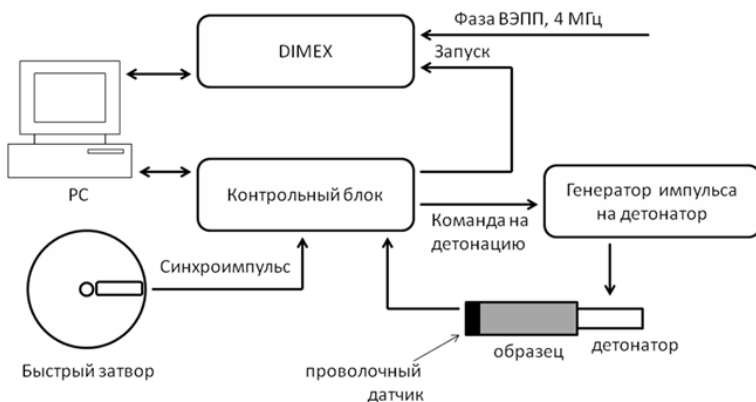 Фаза ВЭПП, 4 МГц
DIMEX
Запуск
PC
Контрольный блок
Генератор импульса
на детонатор
Команда на
детонацию
Синхроимпульс
Быстрый затвор
проволочный
датчик
образец
детонатор